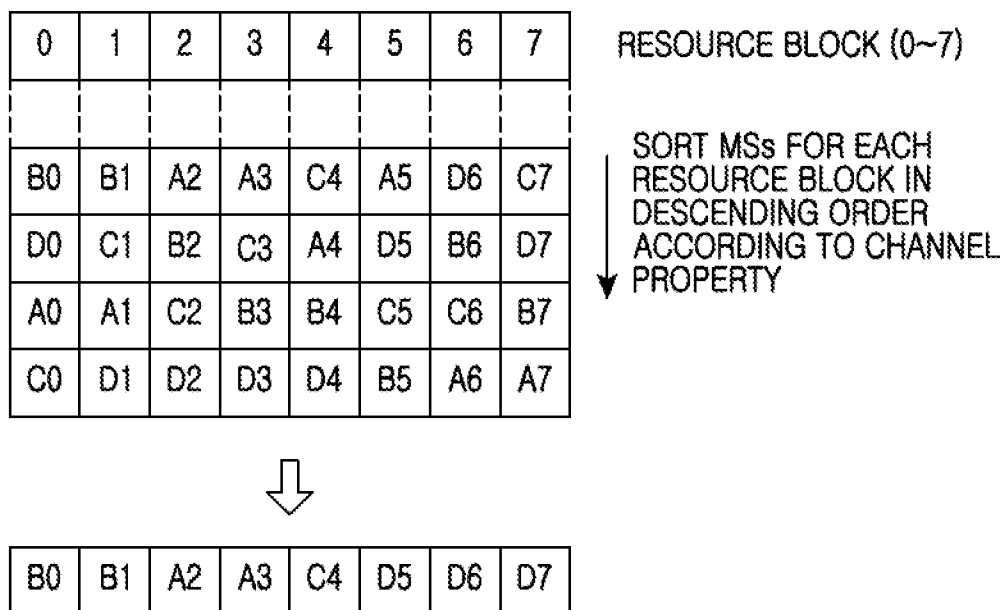 0 1 2 3 4 5 6 7 RESOURCE BLOCK (0~7)
SORT MSs FOR EACH
RESOURCE BLOCK IN
DESCENDING ORDER
ACCORDING TO CHANNEL
PROPERTY
B0 B1 A2 A3 C4 A5 D6 C7
D0 C1 B2 C3 A4 D5 B6 D7
A0 A1 C2 B3 B4 C5 C6 B7
C0 D1 D2 D3 D4 B5 A6 A7
B0 B1 A2 A3 C4 D5 D6 D7